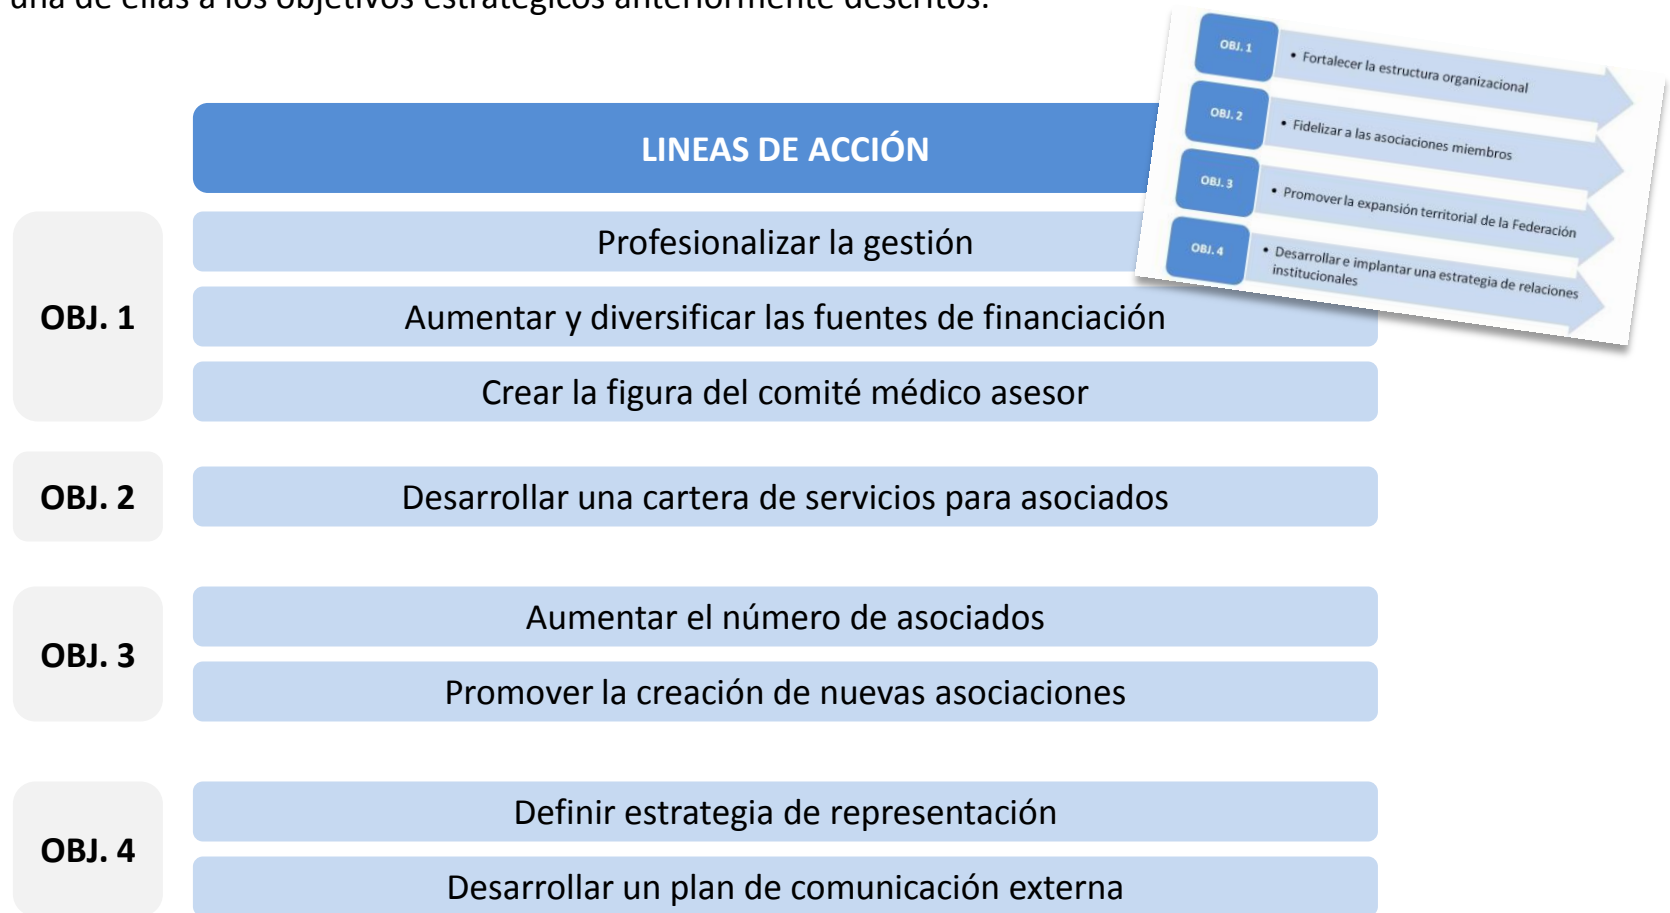 una de ellas a los objetivos estratégicos anteriormente descritos:
OBJ. 1
• Fortalecer la estructura organizacional
OBJ. 2
• Fidelizar a las asociaciones miembros
OBJ. 3
• Promover la expansión territorial de la Federación
OBJ. 4
• Desarrollar e implantar una estrategia de relaciones
institucionales
LINEAS DE ACCIÓN
OBJ. 1
Profesionalizar la gestión
Aumentar y diversificar las fuentes de financiación
Crear la figura del comité médico asesor
OBJ. 2
Desarrollar una cartera de servicios para asociados
OBJ. 3
Aumentar el número de asociados
Promover la creación de nuevas asociaciones
OBJ. 4
Definir estrategia de representación
Desarrollar un plan de comunicación externa